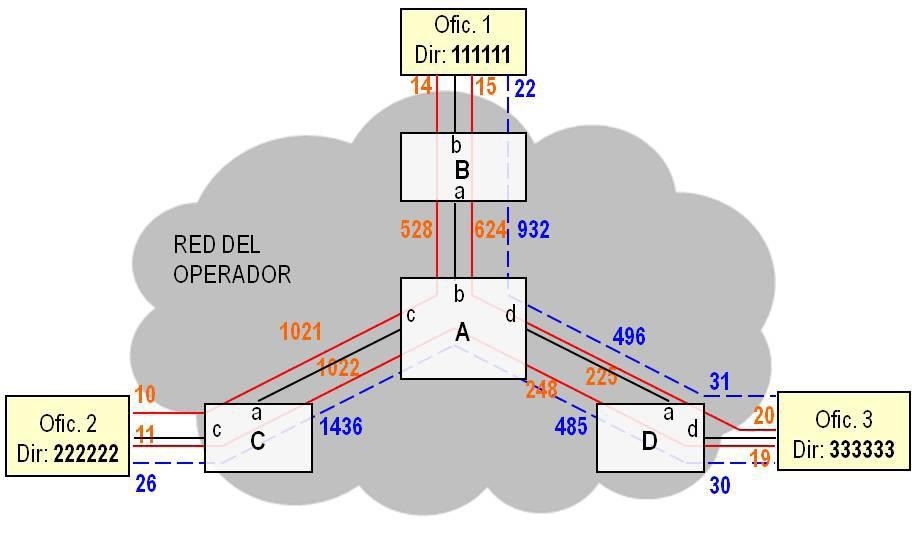 Ofic. 1
Dir: 111111
14
15
22
b
B
a
528
624
932
RED DEL
OPERADOR
b
c
d
A
1021
496
1022
225
248
31
10
20
11
19
Ofic. 2
Dir: 222222
a
c
C
1436
485
a
d
D
Ofic. 3
Dir: 333333
26
30